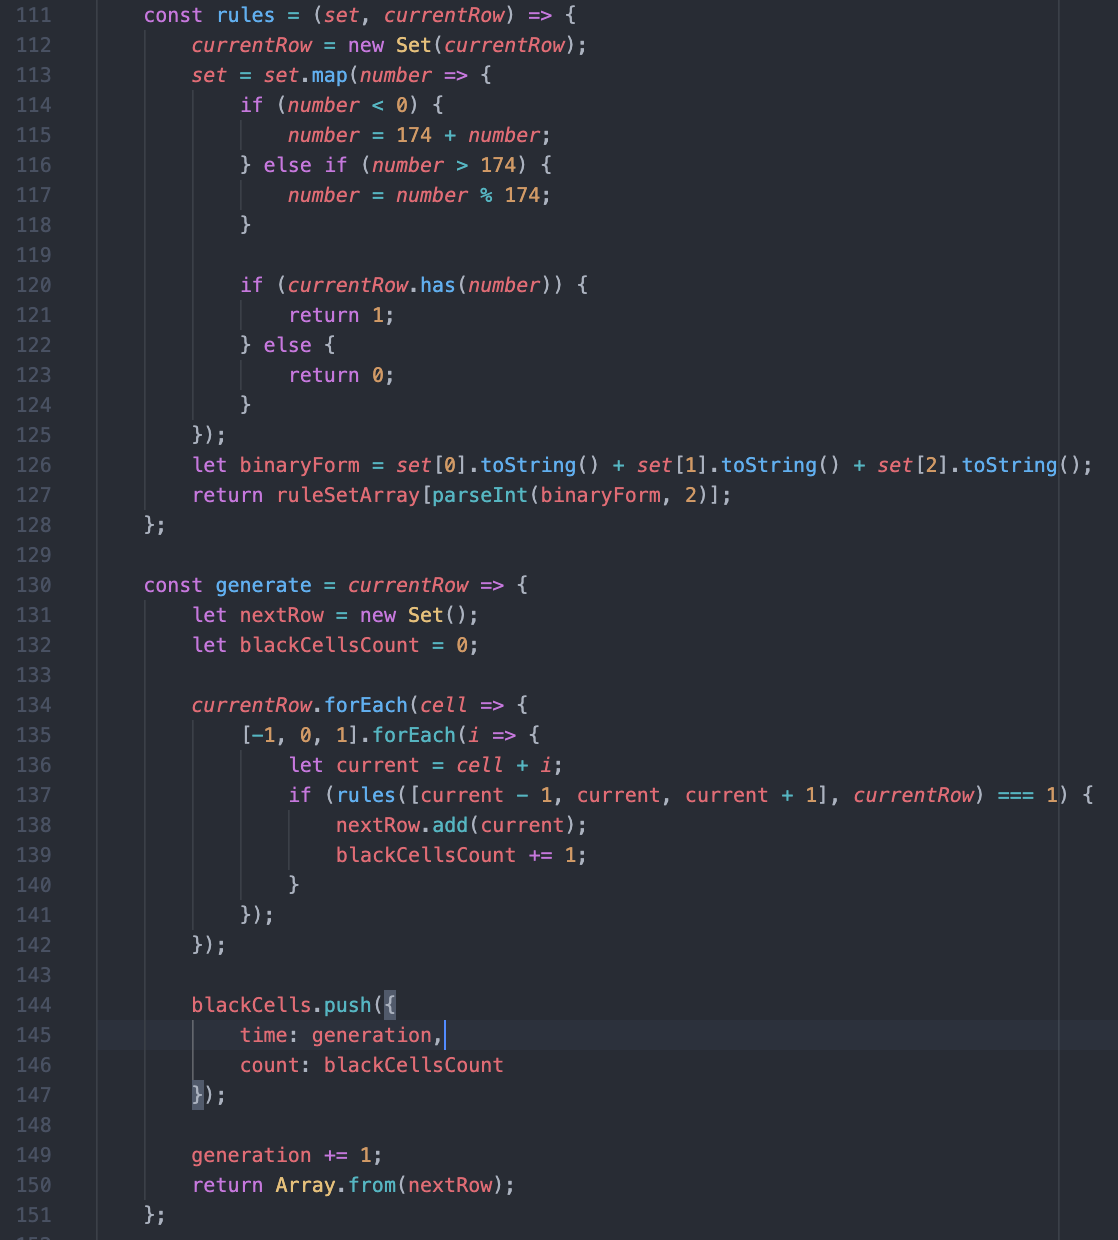 111 const rules = (set, currentRow) => {
112 currentRow = new Set(currentRow);
113 set = set.map(number => {
114 if (number < 0) {
115 number = 174 + number;
116 } else if (number > 174) {
117 number = number % 174;
118 }
119
120 if (currentRow.has(number)) {
121 return 1;
122 } else {
123 return 0;
124 }
125 });
126 let binaryForm = set[0].toString() + set[1].toString() + set[2].toString();
127 return ruleSetArray[parseInt(binaryForm, 2)];
128 };
129
130 const generate = currentRow => {
131 let nextRow = new Set();
132 let blackCellsCount = 0;
133
134 currentRow.forEach(cell => {
135 [-1, 0, 1].forEach(i => {
136 let current = cell + i;
137 if (rules([current - 1, current, current + 1], currentRow) === 1) {
138 nextRow.add(current);
139 blackCellsCount += 1;
140 }
141 });
142 });
143
144 blackCells.push({
145 time: generation,
146 count: blackCellsCount
147 });
148
149 generation += 1;
150 return Array.from(nextRow);
151 };